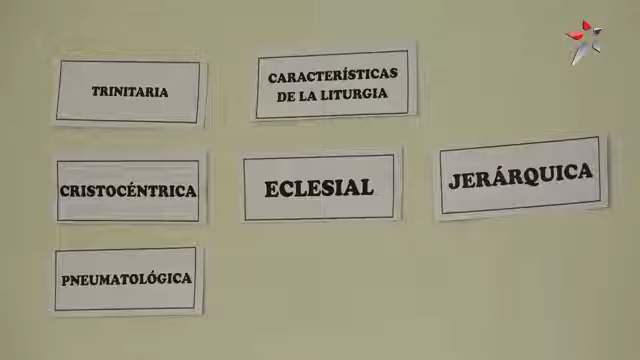 TRINITARIA
CARACTERÍSTICAS
DE LA LITURGIA
CRISTOCÉNTRICA
ECLESIAL
JERÁRQUICA
PNEUMATOLÓGICA